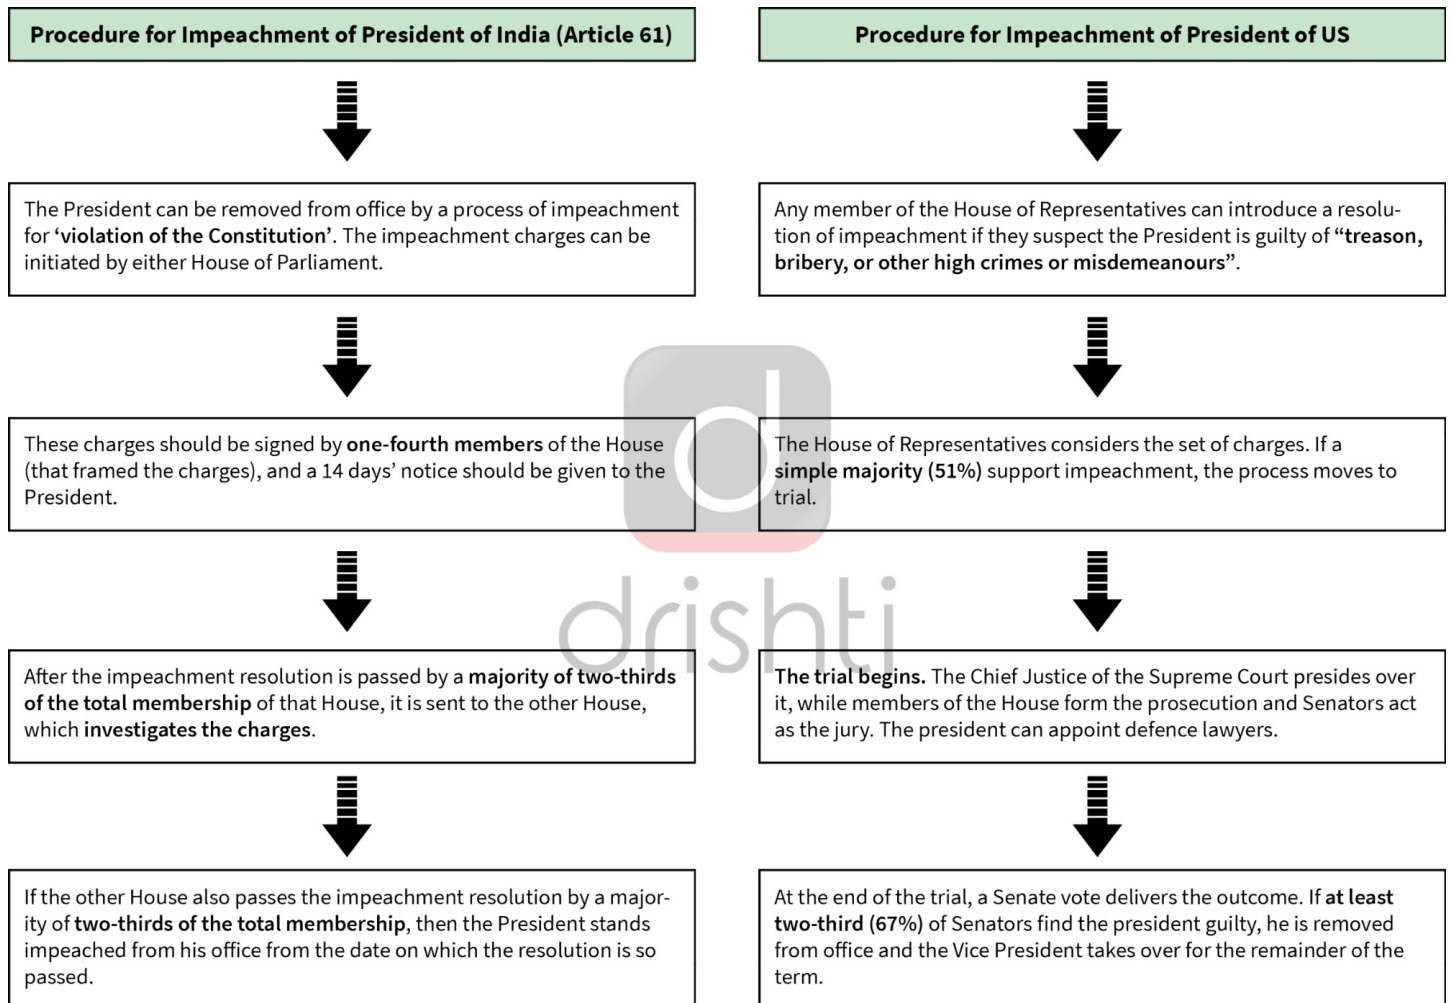 Procedure for Impeachment of President of India (Article 61)
The President can be removed from office by a process of impeachment
for ‘violation of the Constitution’. The impeachment charges can be
initiated by either House of Parliament.
These charges should be signed by one-fourth members of the House
(that framed the charges), and a 14 days’ notice should be given to the
President.
After the impeachment resolution is passed by a majority of two-thirds
of the total membership of that House, it is sent to the other House,
which investigates the charges.
If the other House also passes the impeachment resolution by a major-
ity of two-thirds of the total membership, then the President stands
impeached from his office from the date on which the resolution is so
passed.
Procedure for Impeachment of President of US
Any member of the House of Representatives can introduce a resolu-
tion of impeachment if they suspect the President is guilty of “treason,
bribery, or other high crimes or misdemeanours”.
The House of Representatives considers the set of charges. If a
simple majority (51%) support impeachment, the process moves to
trial.
The trial begins. The Chief Justice of the Supreme Court presides over
it, while members of the House form the prosecution and Senators act
as the jury. The president can appoint defence lawyers.
At the end of the trial, a Senate vote delivers the outcome. If at least
two-third (67%) of Senators find the president guilty, he is removed
from office and the Vice President takes over for the remainder of the
term.
d
drishti